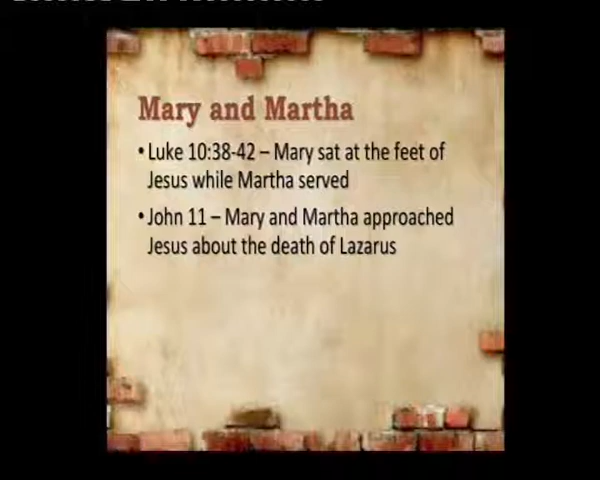 Mary and Martha
• Luke 10:38-42 – Mary sat at the feet of
Jesus while Martha served
• John 11 – Mary and Martha approached
Jesus about the death of Lazarus